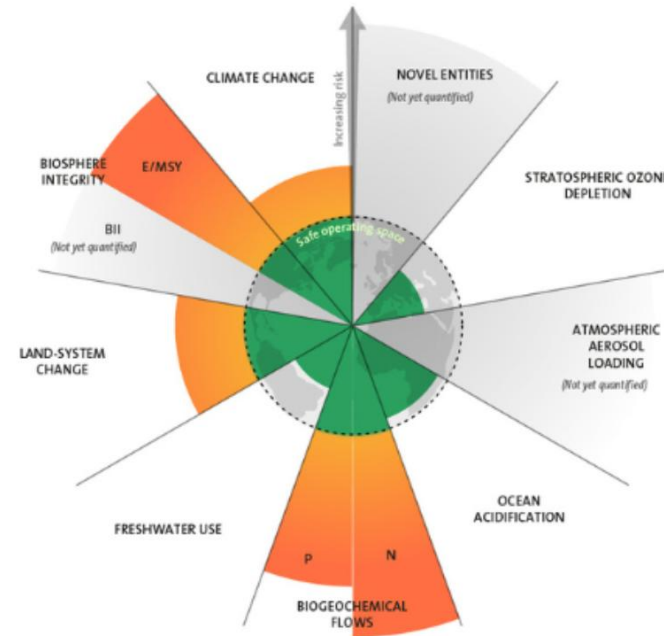 CLIMATE CHANGE
Increasing risk
NOVEL ENTITIES
(Not yet quantified)
STRATOSPHERIC OZONE
DEPLETION
ATMOSPHERIC
AEROSOL
LOADING
(Not yet quantified)
OCEAN
ACIDIFICATION
N
P
BIOGEOCHEMICAL
FLOWS
FRESHWATER USE
LAND-SYSTEM
CHANGE
BII
(Not yet quantified)
BIOSPHERE
INTEGRITY
E/MSY
Safe operating space